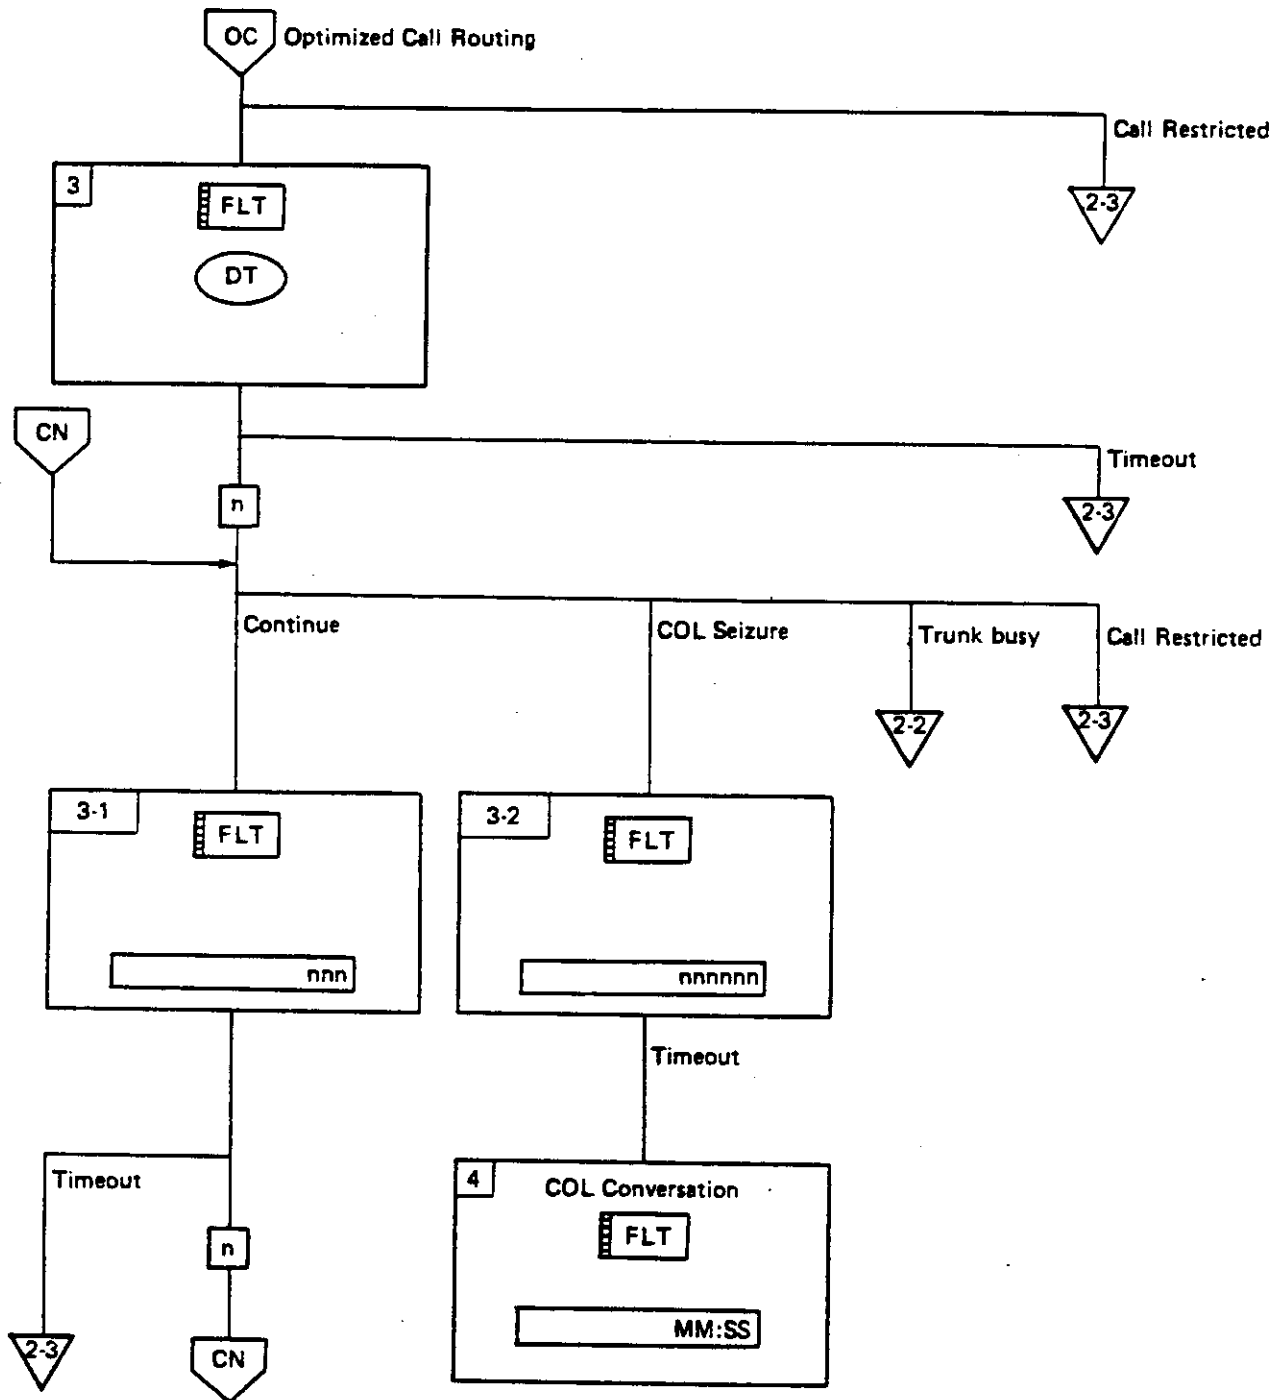 OC Optimized Call Routing
Call Restricted
3
FLT
2-3
DT
CN
Timeout
n
2-3
Continue
COL Seizure
Trunk busy
Call Restricted
2-2
2-3
3-1
FLT
3-2
FLT
nnn
nnnnnn
Timeout
Timeout
4
COL Conversation
FLT
n
MM:SS
2-3
CN